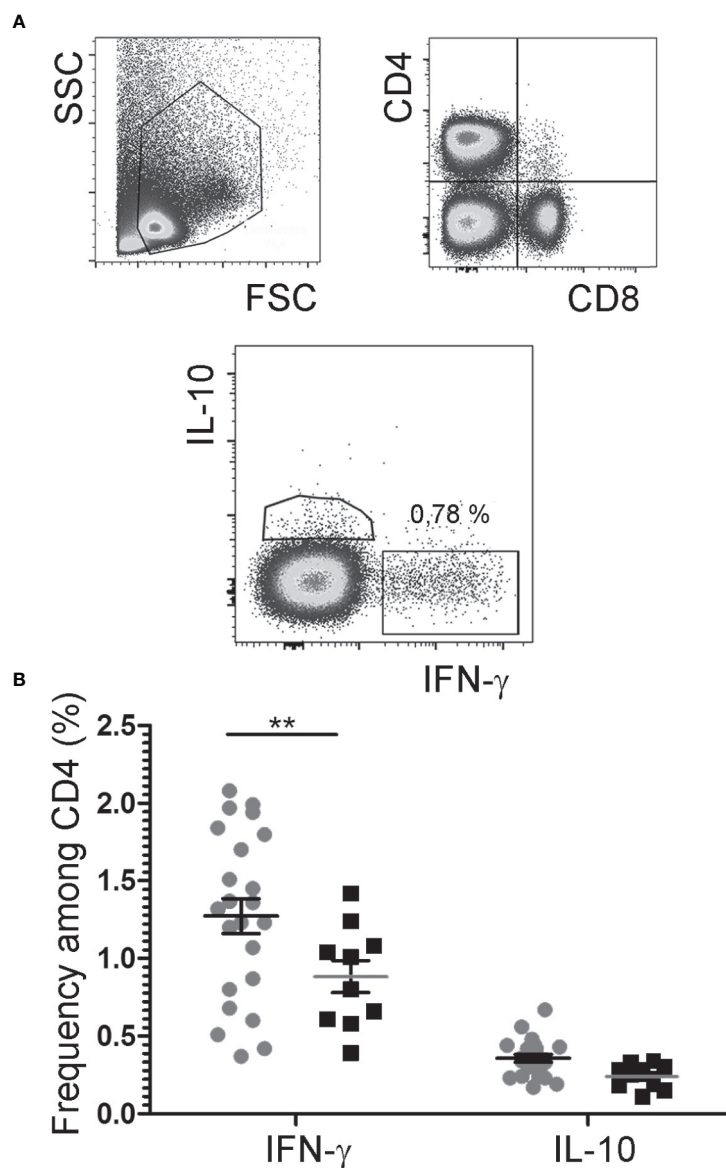 A
SSC
FSC
CD4
CD8
IL-10
0,78 %
IFN-γ
B
Frequency among CD4 (%)
2.5
2.0
1.5
1.0
0.5
0.0
**
IFN-γ
IL-10